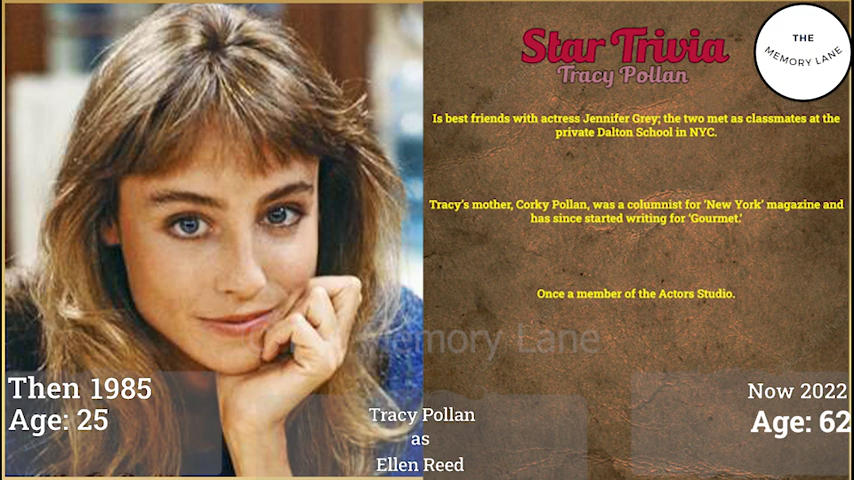 Star Trivia
Tracy Pollan
THE
MEMORY LANE
Is best friends with actress Jennifer Grey; the two met as classmates at the
private Dalton School in NYC.
Tracy's mother, Corky Pollan, was a columnist for 'New York' magazine and
has since started writing for 'Gourmet.'
Once a member of the Actors Studio.
Memory Lane
Then 1985
Age: 25
Tracy Pollan
as
Ellen Reed
Now 2022
Age: 62